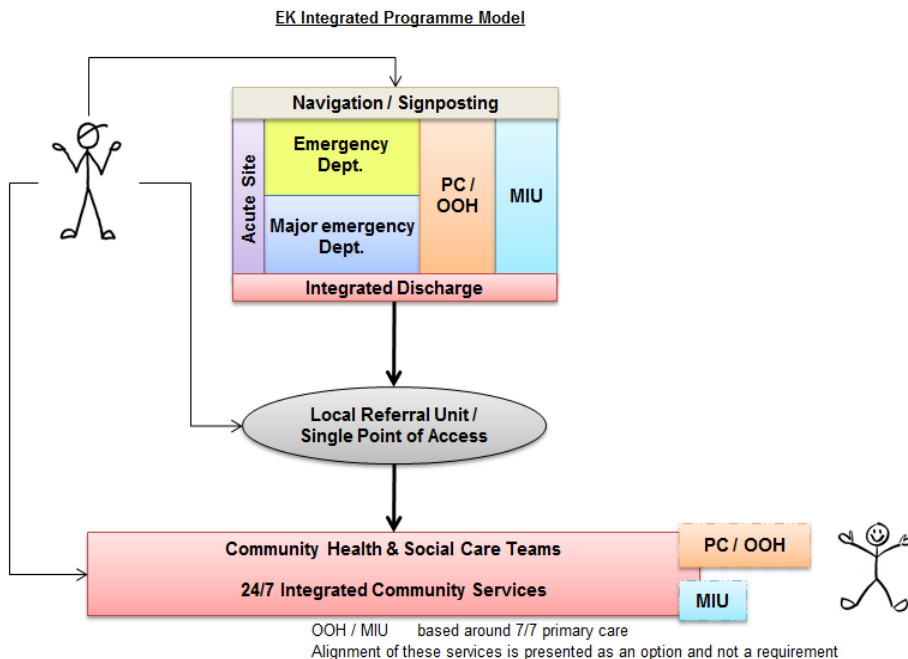 EK Integrated Programme Model
Navigation / Signposting
Acute Site
Emergency
Dept.
Major emergency
Dept.
PC /
OOH
MIU
Integrated Discharge
Local Referral Unit /
Single Point of Access
Community Health & Social Care Teams
24/7 Integrated Community Services
PC / OOH
MIU
OOH / MIU based around 7/7 primary care
Alignment of these services is presented as an option and not a requirement